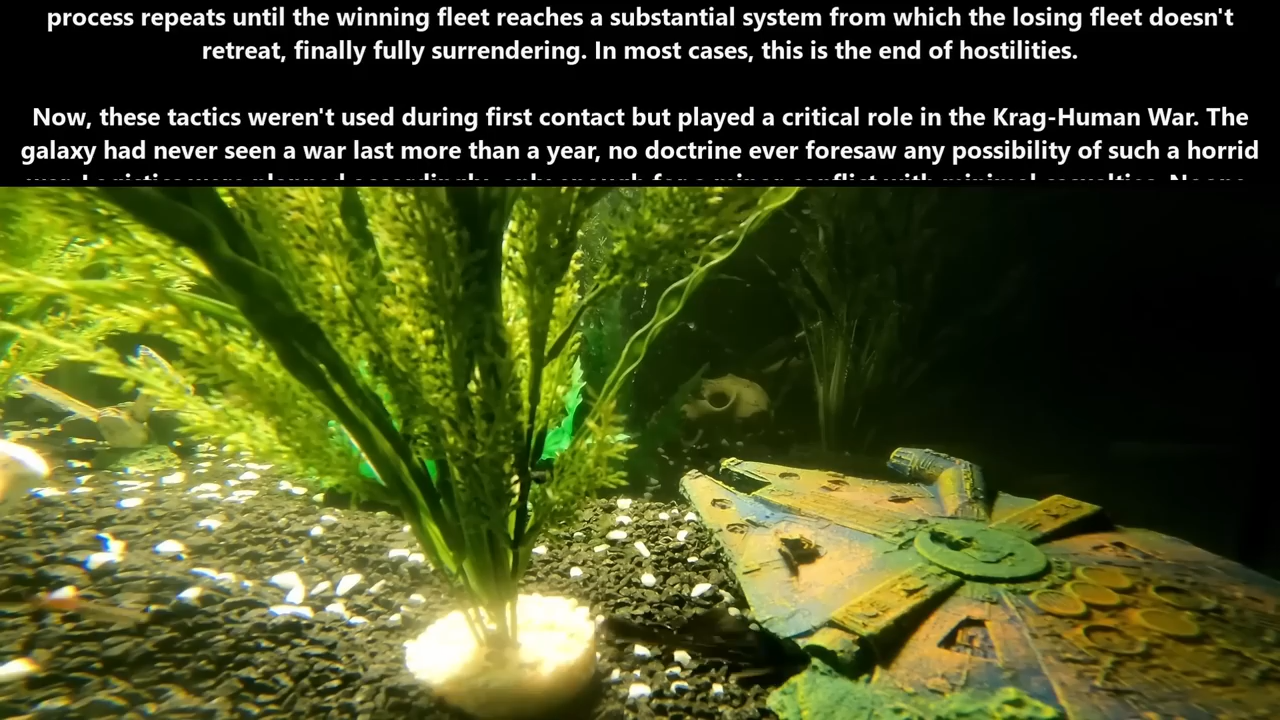 process repeats until the winning fleet reaches a substantial system from which the losing fleet doesn't
retreat, finally fully surrendering. In most cases, this is the end of hostilities.
Now, these tactics weren't used during first contact but played a critical role in the Krag-Human War. The
galaxy had never seen a war last more than a year, no doctrine ever foresaw any possibility of such a horrid